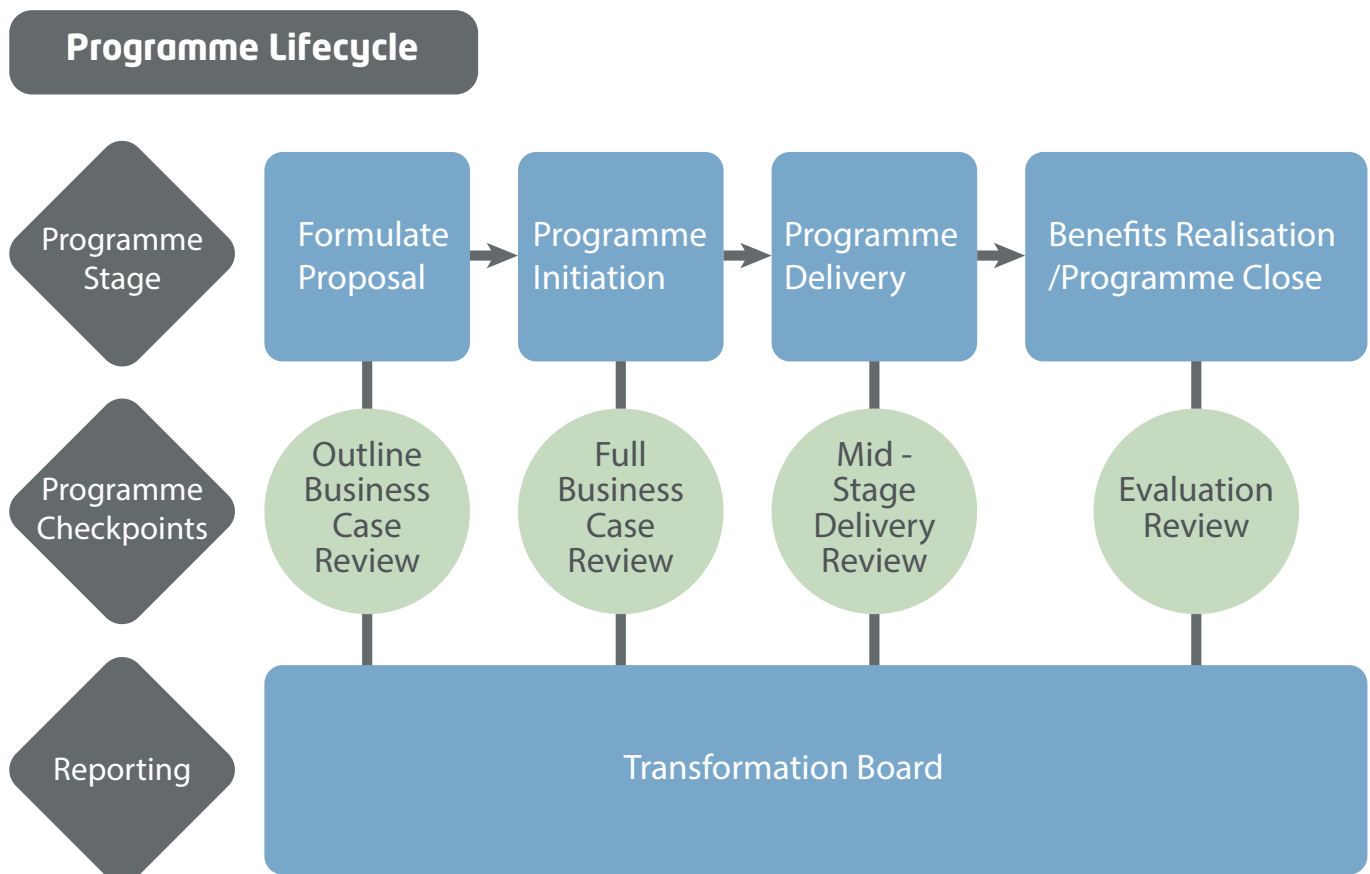 Programme Lifecycle
Programme
Stage
Formulate
Proposal
Programme
Initiation
Programme
Delivery
Benefits Realisation
/Programme Close
Programme
Checkpoints
Outline
Business
Case
Review
Full
Business
Case
Review
Mid -
Stage
Delivery
Review
Evaluation
Review
Reporting
Transformation Board